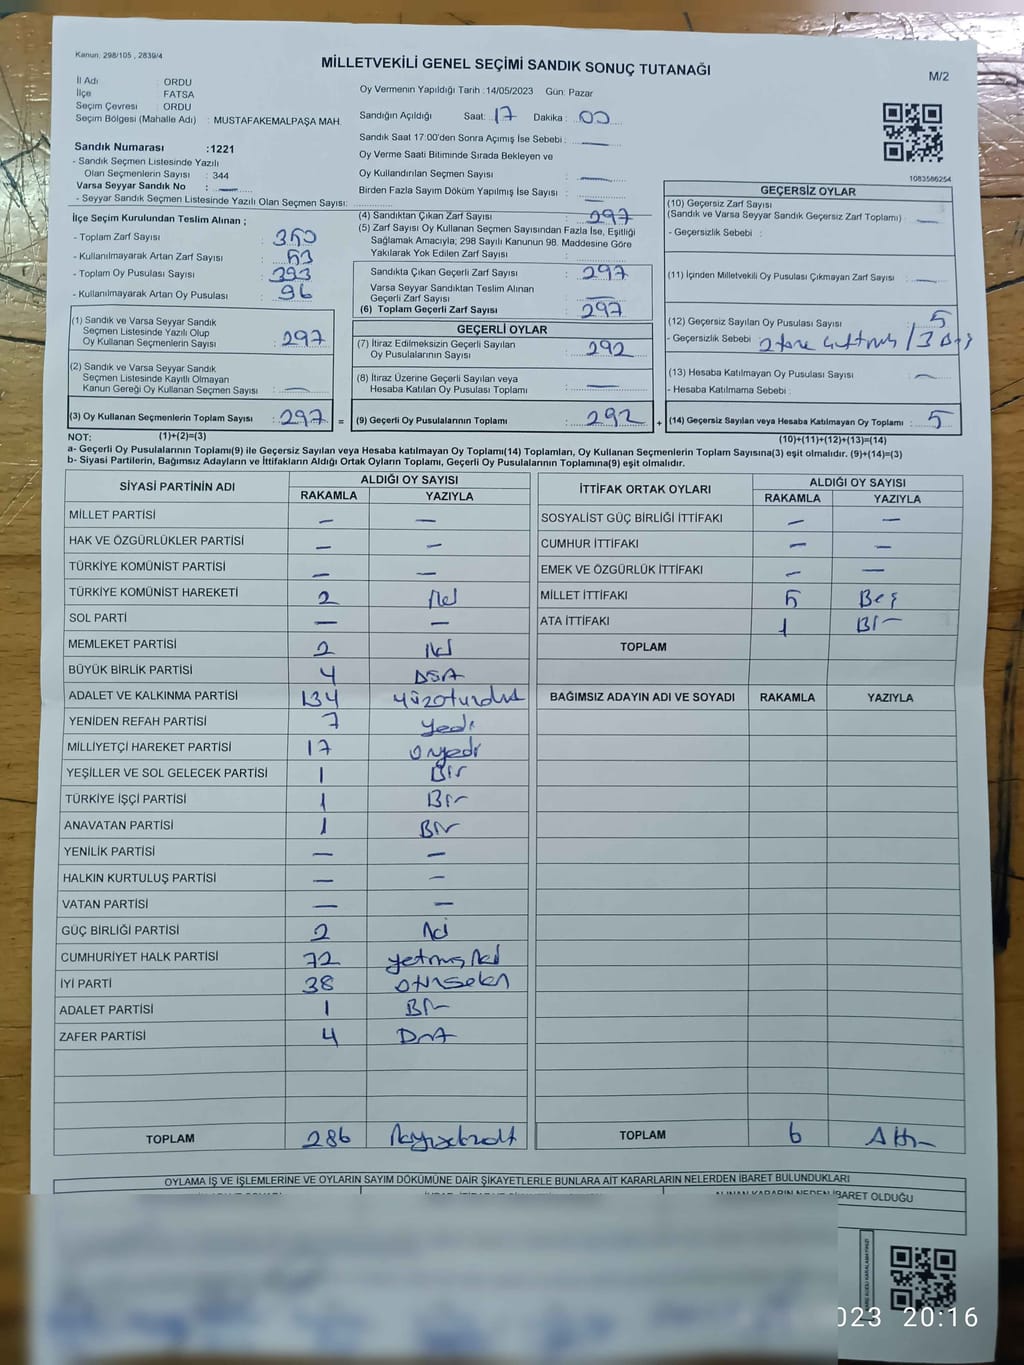 Kanun: 298/105 , 2839/4
MİLLETVEKİLİ GENEL SEÇİMİ SANDIK SONUÇ TUTANAĞI
M/2
İl Adı : ORDU
İlçe : FATSA
Seçim Çevresi : ORDU
Seçim Bölgesi (Mahalle Adı) : MUSTAFAKEMALPAŞA MAH.
Sandık Numarası :1221
- Sandık Seçmen Listesinde Yazılı
Olan Seçmenlerin Sayısı : 344
Varsa Seyyar Sandık No : —
- Seyyar Sandık Seçmen Listesinde Yazılı Olan Seçmen Sayısı:
Oy Vermenin Yapıldığı Tarih :14/05/2023 Gün: Pazar
Sandığın Açıldığı Saat: 17 Dakika : 00
Sandık Saat 17:00'den Sonra Açımış İse Sebebi : —
Oy Verme Saati Bitiminde Sırada Bekleyen ve
Oy Kullandırılan Seçmen Sayısı : —
Birden Fazla Sayım Döküm Yapılmış İse Sayısı : —
1083586254
İlçe Seçim Kurulundan Teslim Alınan ;
- Toplam Zarf Sayısı : 350
- Kullanılmayarak Artan Zarf Sayısı : 53
- Toplam Oy Pusulası Sayısı : 393
- Kullanılmayarak Artan Oy Pusulası : 96
(4) Sandıktan Çıkan Zarf Sayısı : 297
(5) Zarf Sayısı Oy Kullanan Seçmen Sayısından Fazla İse, Eşitliği
Sağlamak Amacıyla; 298 Sayılı Kanunun 98. Maddesine Göre
Yakılarak Yok Edilen Zarf Sayısı :
Sandıkta Çıkan Geçerli Zarf Sayısı : 297
Varsa Seyyar Sandıktan Teslim Alınan
Geçerli Zarf Sayısı : —
(6) Toplam Geçerli Zarf Sayısı : 297
GEÇERSİZ OYLAR
(10) Geçersiz Zarf Sayısı
(Sandık ve Varsa Seyyar Sandık Geçersiz Zarf Toplamı) : —
- Geçersizlik Sebebi :
(11) İçinden Milletvekili Oy Pusulası Çıkmayan Zarf Sayısı : —
(12) Geçersiz Sayılan Oy Pusulası Sayısı : 5
- Geçersizlik Sebebi : 2 tane / 3
(13) Hesaba Katılmayan Oy Pusulası Sayısı : —
- Hesaba Katılmama Sebebi :
(1) Sandık ve Varsa Seyyar Sandık
Seçmen Listesinde Yazılı Olup
Oy Kullanan Seçmenlerin Sayısı : 297
(2) Sandık ve Varsa Seyyar Sandık
Seçmen Listesinde Kayıtlı Olmayan
Kanun Gereği Oy Kullanan Seçmen Sayısı : —
GEÇERLİ OYLAR
(7) İtiraz Edilmeksizin Geçerli Sayılan
Oy Pusulalarının Sayısı : 292
(8) İtiraz Üzerine Geçerli Sayılan veya
Hesaba Katılan Oy Pusulası Sayısı : —
(3) Oy Kullanan Seçmenlerin Toplam Sayısı : 297 = (9) Geçerli Oy Pusulalarının Toplamı : 292 + (14) Geçersiz Sayılan veya Hesaba Katılmayan Oy Toplamı : 5
NOT: (1)+(2)=(3) (10)+(11)+(12)+(13)=(14)
a- Geçerli Oy Pusulalarının Toplamı(9) ile Geçersiz Sayılan veya Hesaba katılmayan Oy Toplamı(14) Toplamları, Oy Kullanan Seçmenlerin Toplam Sayısına(3) eşit olmalıdır. (9)+(14)=(3)
b- Siyasi Partilerin, Bağımsız Adayların ve İttifakların Aldığı Ortak Oyların Toplamı, Geçerli Oy Pusulalarının Toplamına(9) eşit olmalıdır.
SİYASİ PARTİNİN ADI ALDIĞI OY SAYISI
RAKAMLA YAZIYLA
MİLLET PARTİSİ — —
HAK VE ÖZGÜRLÜKLER PARTİSİ — —
TÜRKİYE KOMÜNİST PARTİSİ — —
TÜRKİYE KOMÜNİST HAREKETİ 2 iki
SOL PARTİ — —
MEMLEKET PARTİSİ 2 iki
BÜYÜK BİRLİK PARTİSİ 4 Dört
ADALET VE KALKINMA PARTİSİ 134 yüzotuzdört
YENİDEN REFAH PARTİSİ 7 yedi
MİLLİYETÇİ HAREKET PARTİSİ 17 onyedi
YEŞİLLER VE SOL GELECEK PARTİSİ 1 Bir
TÜRKİYE İŞÇİ PARTİSİ 1 Bir
ANAVATAN PARTİSİ 1 Bir
YENİLİK PARTİSİ — —
HALKIN KURTULUŞ PARTİSİ — —
VATAN PARTİSİ — —
GÜÇ BİRLİĞİ PARTİSİ 2 iki
CUMHURİYET HALK PARTİSİ 72 yetmişiki
İYİ PARTİ 38 otuzsekiz
ADALET PARTİSİ 1 Bir
ZAFER PARTİSİ 4 Dört
TOPLAM 286 ikiyüzseksenaltı
İTTİFAK ORTAK OYLARI ALDIĞI OY SAYISI
RAKAMLA YAZIYLA
SOSYALİST GÜÇ BİRLİĞİ İTTİFAKI — —
CUMHUR İTTİFAKI — —
EMEK VE ÖZGÜRLÜK İTTİFAKI — —
MİLLET İTTİFAKI 5 Beş
ATA İTTİFAKI 1 Bir
TOPLAM
BAĞIMSIZ ADAYIN ADI VE SOYADI RAKAMLA YAZIYLA
TOPLAM 6 Altı
OYLAMA İŞ VE İŞLEMLERİNE VE OYLARIN SAYIM DÖKÜMÜNE DAİR ŞİKAYETLERLE BUNLARA AİT KARARLARIN NELERDEN İBARET BULUNDUKLARI
ALINAN KARARIN NEDEN İBARET OLDUĞU
023 20:16